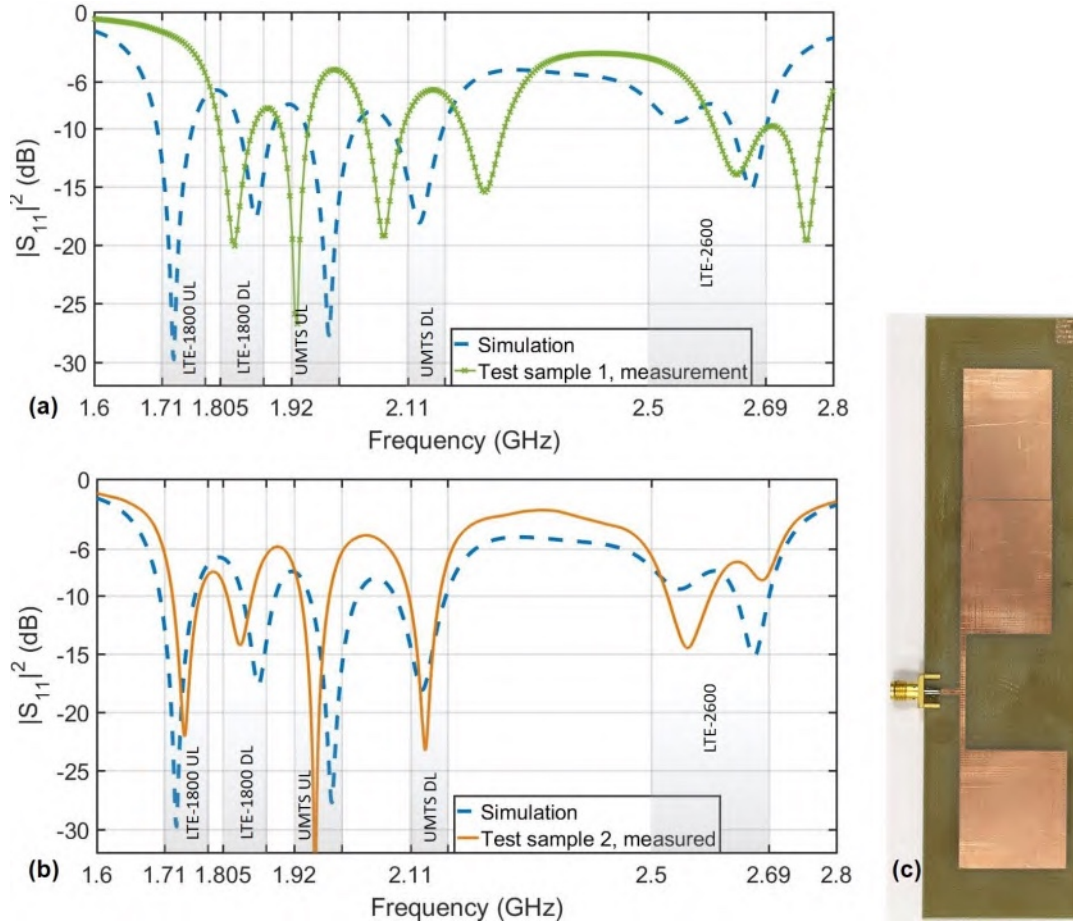 0
-6
-10
-15
-20
-25
-30
|S11|² (dB)
LTE-1800 UL
LTE-1800 DL
UMTS UL
UMTS DL
LTE-2600
Simulation
Test sample 1, measurement
(a)
1.6 1.71 1.805 1.92 2.11 2.5 2.69 2.8
Frequency (GHz)
0
-6
-10
-15
-20
-25
-30
|S11|² (dB)
LTE-1800 UL
LTE-1800 DL
UMTS UL
UMTS DL
LTE-2600
Simulation
Test sample 2, measured
(b)
1.6 1.71 1.805 1.92 2.11 2.5 2.69 2.8
Frequency (GHz)
(c)